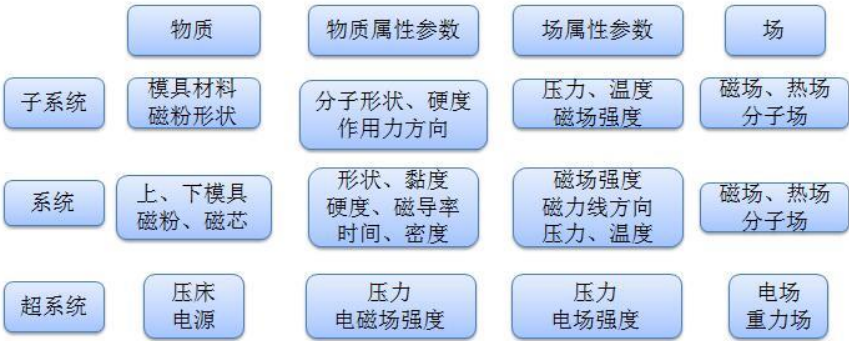 物质
物质属性参数
场属性参数
场
子系统
模具材料
磁粉形状
分子形状、硬度
作用力方向
压力、温度
磁场强度
磁场、热场
分子场
系统
上、下模具
磁粉、磁芯
形状、黏度
硬度、磁导率
时间、密度
磁场强度
磁力线方向
压力、温度
磁场、热场
分子场
超系统
压床
电源
压力
电磁场强度
压力
电场强度
电场
重力场